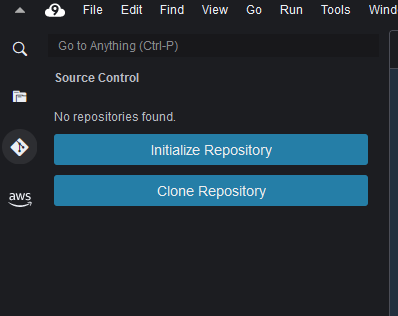 9 File Edit Find View Go Run Tools Wind
Go to Anything (Ctrl-P)
Source Control
No repositories found.
Initialize Repository
Clone Repository
aws